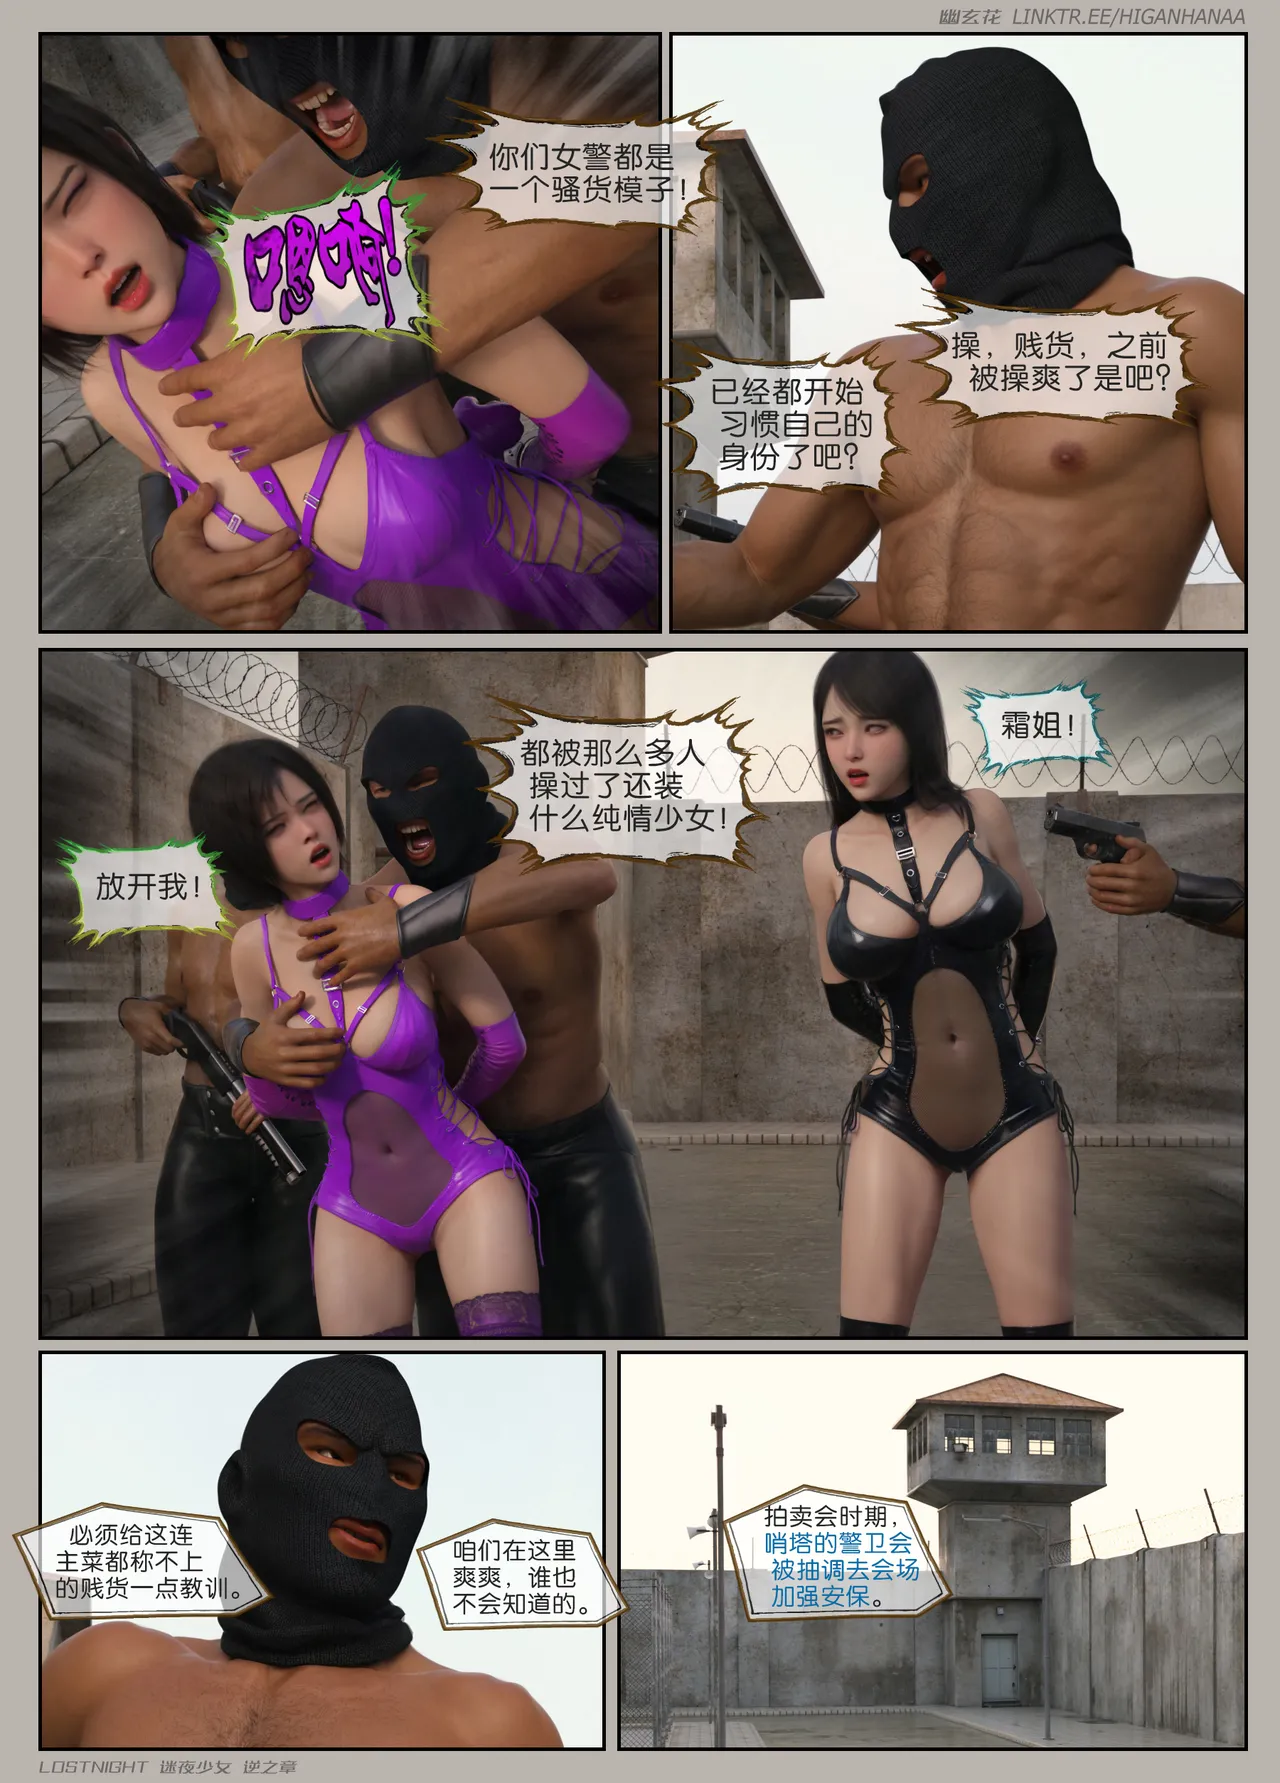 幽玄花 LINKTR.EE/HIGANHANAA
你们女警都是
一个骚货模子！
嗯啊！
操，贱货，之前
被操爽了是吧？
已经都开始
习惯自己的
身份了吧？
都被那么多人
操过了还装
什么纯情少女！
霜姐！
放开我！
必须给这连
主菜都称不上
的贱货一点教训。
咱们在这里
爽爽，谁也
不会知道的。
拍卖会时期，
哨塔的警卫会
被抽调去会场
加强安保。
LOSTNIGHT 迷夜少女 逆之章